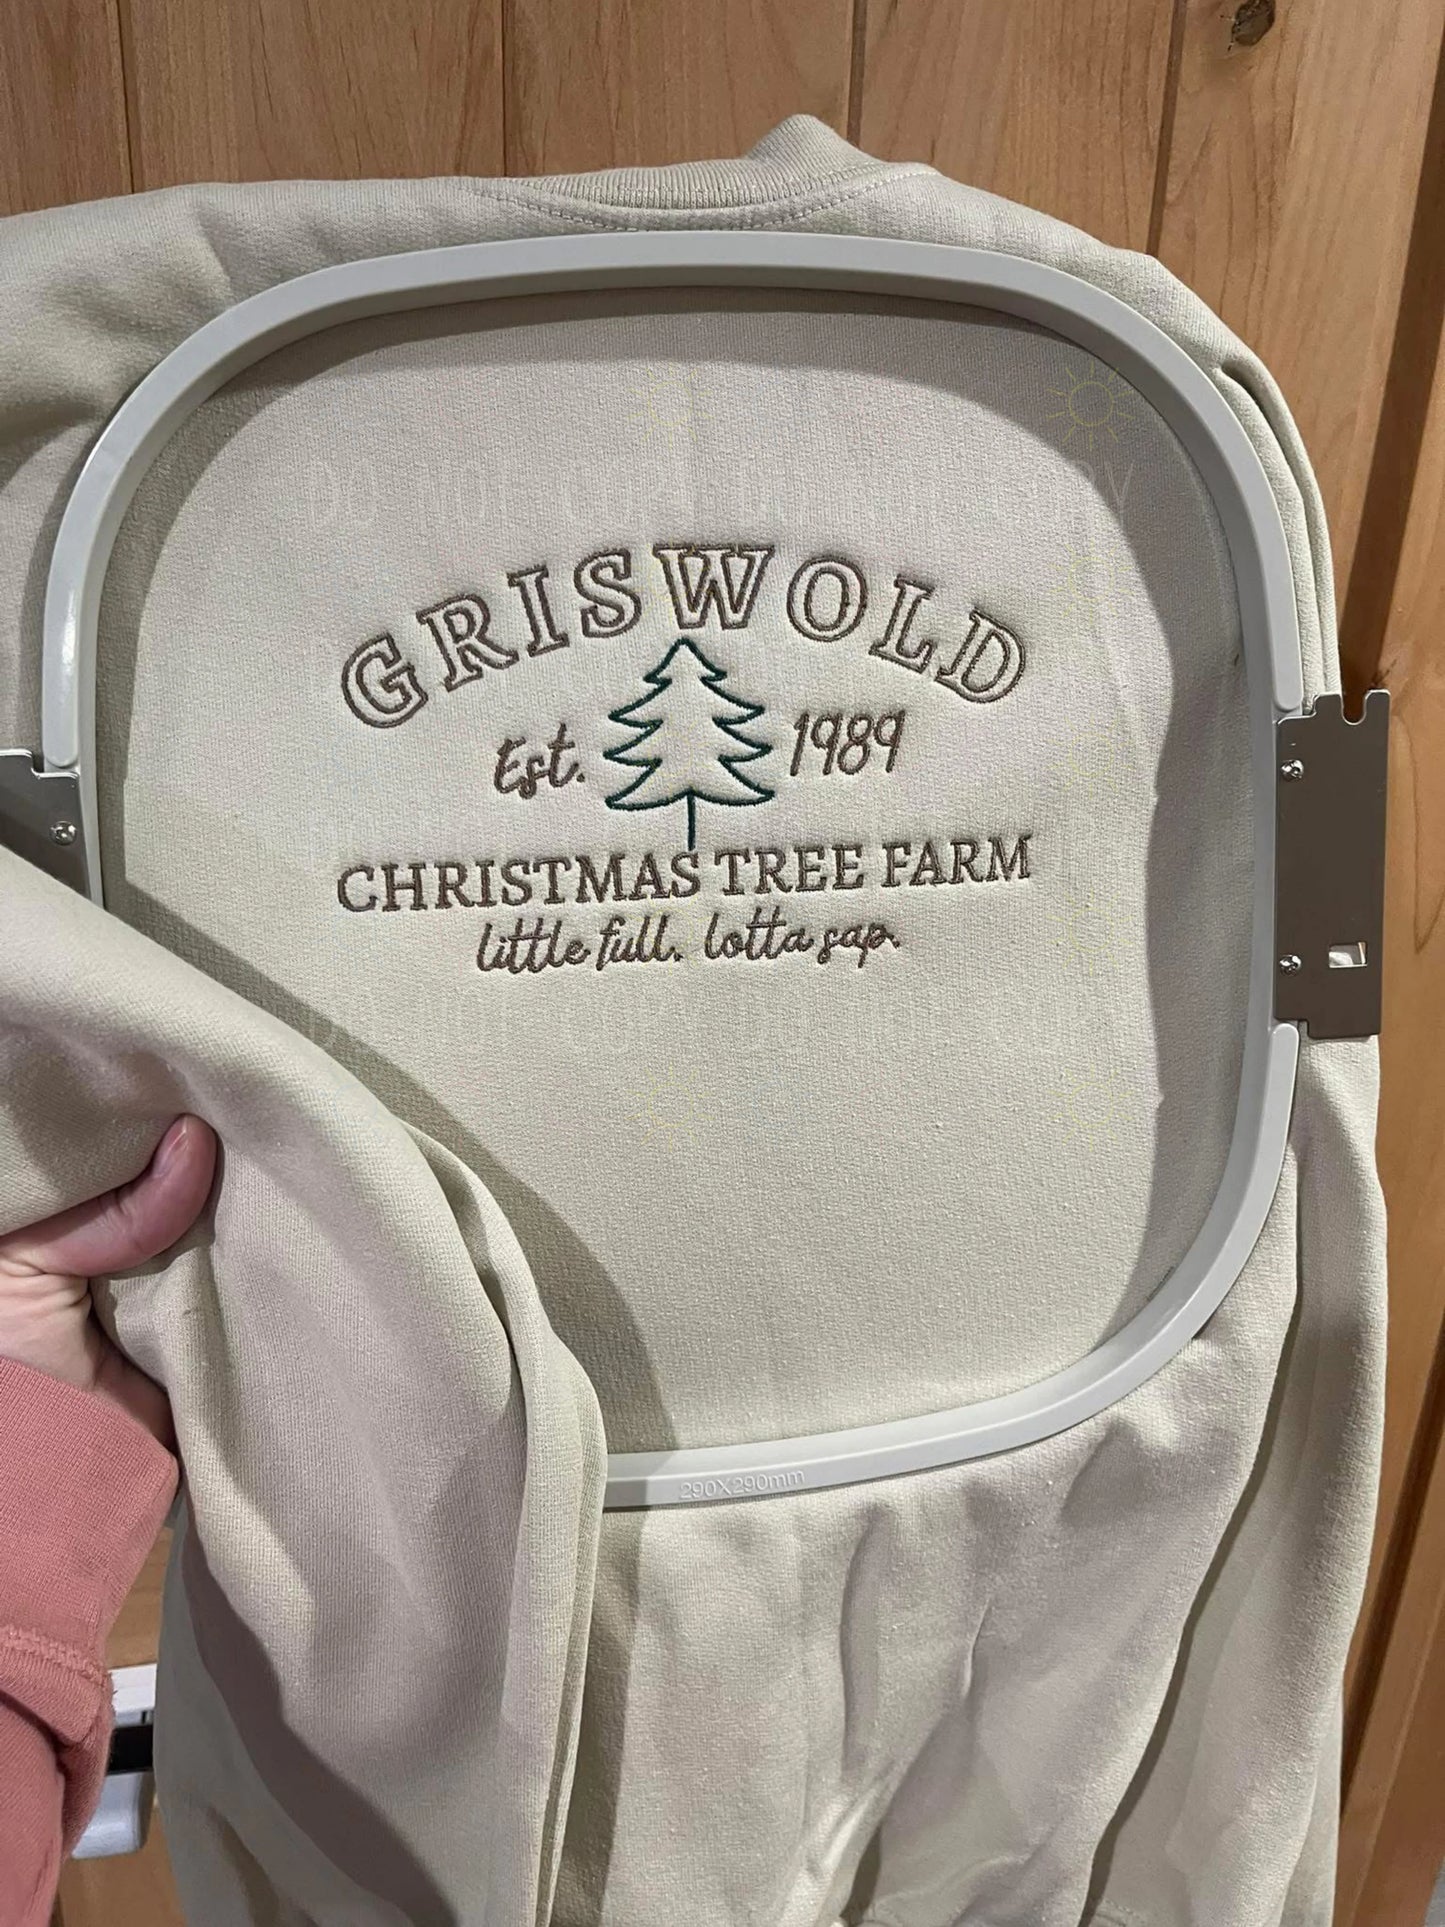 GRISWOLD
Est. 1989
CHRISTMAS TREE FARM
little full. lotta sap.
290X290mm